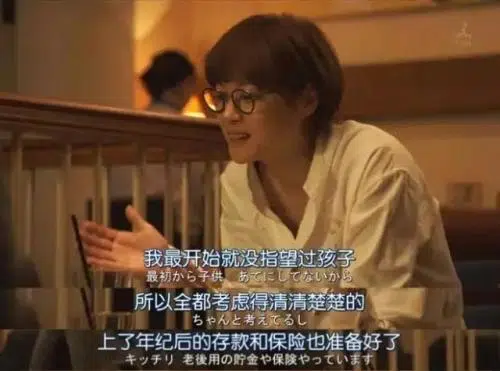 我最开始就没指望过孩子
最初から子供　あてにしてないから
所以全都考虑得清清楚楚的
ちゃんと考えてるし
上了年纪后的存款和保险也准备好了
キッチリ 老後用の貯金や保険やっています